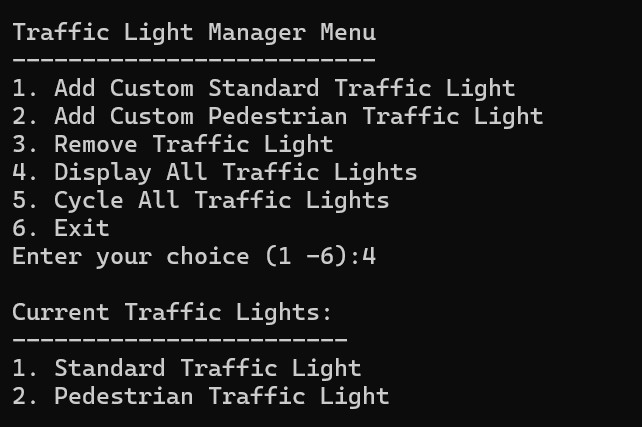 Traffic Light Manager Menu
--------------------------
1. Add Custom Standard Traffic Light
2. Add Custom Pedestrian Traffic Light
3. Remove Traffic Light
4. Display All Traffic Lights
5. Cycle All Traffic Lights
6. Exit
Enter your choice (1 -6):4
Current Traffic Lights:
------------------------
1. Standard Traffic Light
2. Pedestrian Traffic Light